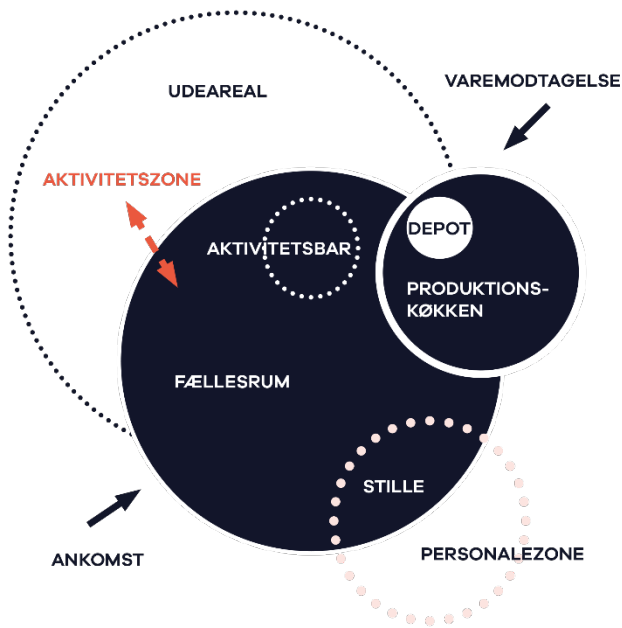 VAREMODTAGELSE
UDEAREAL
AKTIVITETSZONE
DEPOT
AKTIVITETSBAR
PRODUKTIONS-
KØKKEN
FÆLLESRUM
STILLE
PERSONALEZONE
ANKOMST